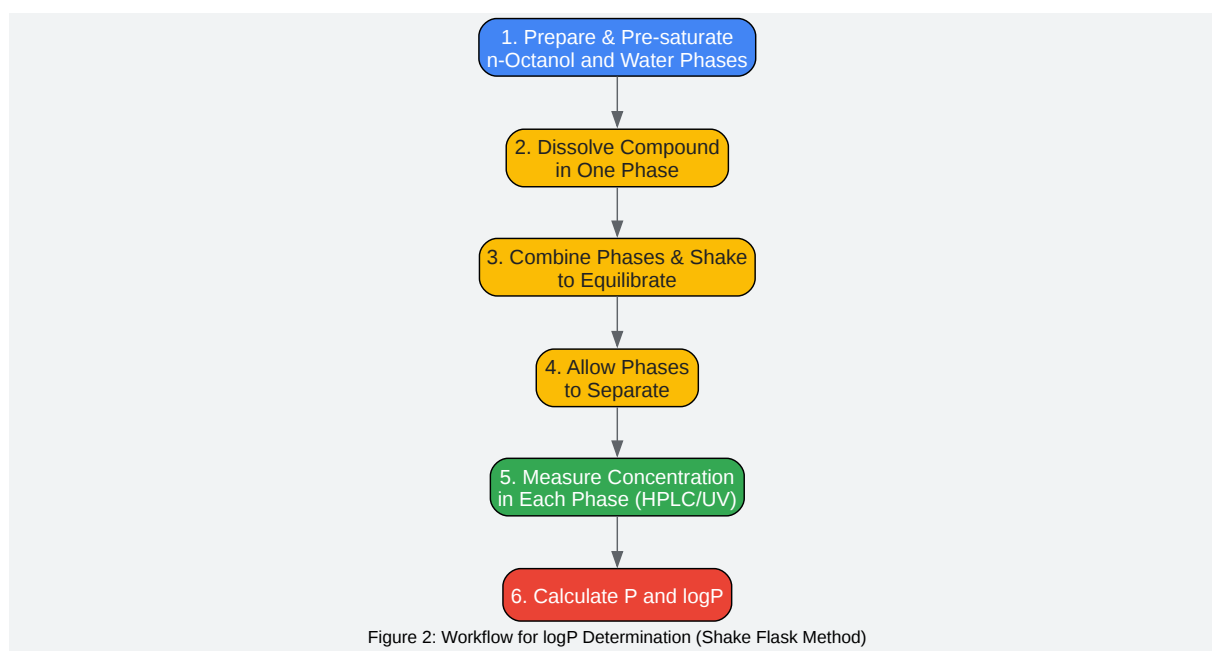 1. Prepare & Pre-saturate
n-Octanol and Water Phases
2. Dissolve Compound
in One Phase
3. Combine Phases & Shake
to Equilibrate
4. Allow Phases
to Separate
5. Measure Concentration
in Each Phase (HPLC/UV)
6. Calculate P and logP
Figure 2: Workflow for logP Determination (Shake Flask Method)